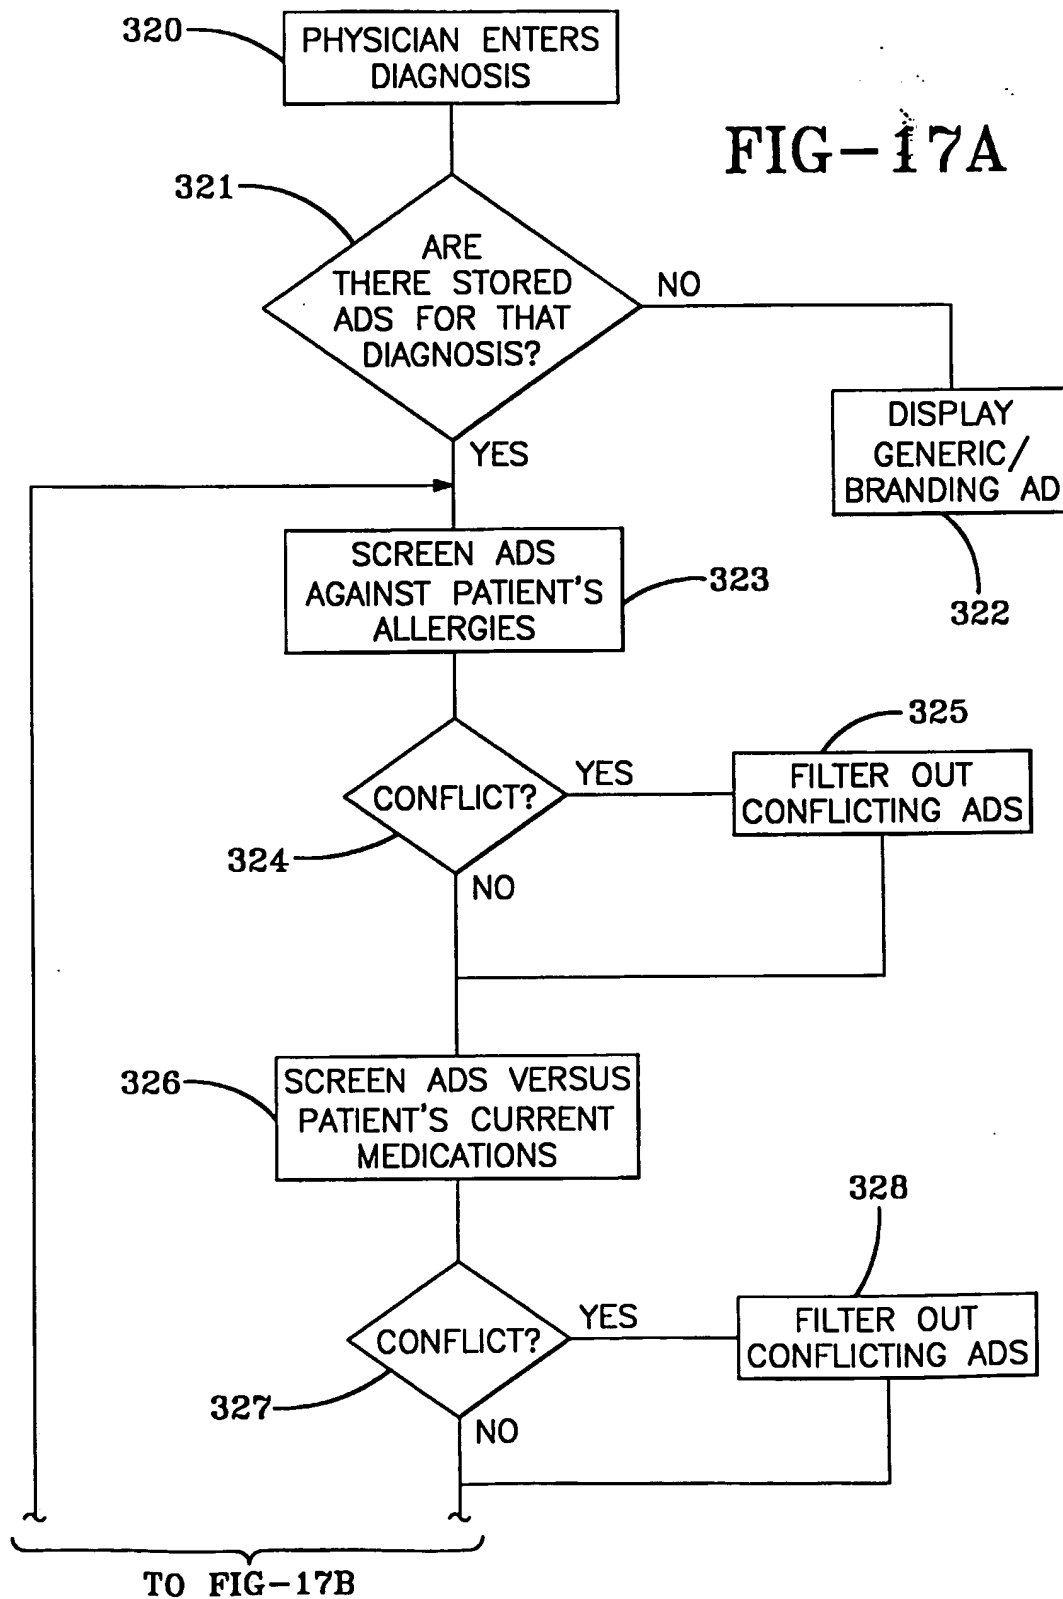 320
PHYSICIAN ENTERS
DIAGNOSIS
FIG-17A
321
ARE
THERE STORED
ADS FOR THAT
DIAGNOSIS?
NO
YES
DISPLAY
GENERIC/
BRANDING AD
322
SCREEN ADS
AGAINST PATIENT'S
ALLERGIES
323
CONFLICT?
YES
324
NO
325
FILTER OUT
CONFLICTING ADS
326
SCREEN ADS VERSUS
PATIENT'S CURRENT
MEDICATIONS
328
CONFLICT?
YES
FILTER OUT
CONFLICTING ADS
327
NO
TO FIG-17B